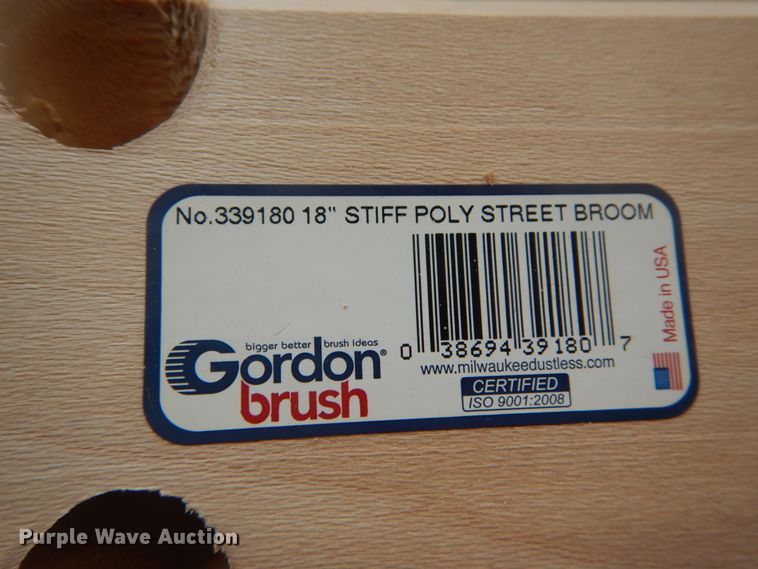 No.339180 18" STIFF POLY STREET BROOM
0 38694 39180 7
Made in USA
www.milwaukeedustless.com
bigger better brush ideas
Gordon®
brush
CERTIFIED
ISO 9001:2008
Purple Wave Auction